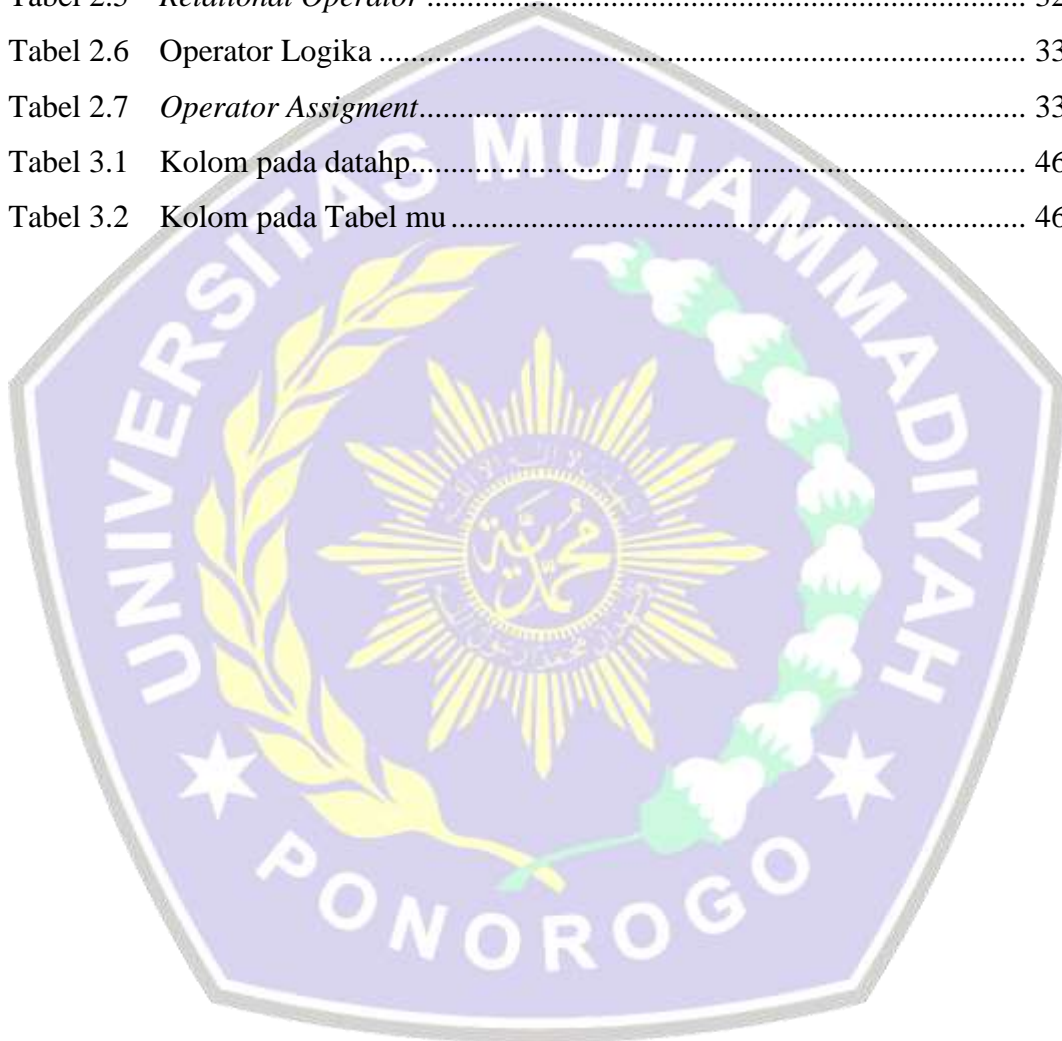 Tabel 2.5 Relational Operator ........................................................................ 32
Tabel 2.6 Operator Logika ............................................................................... 33
Tabel 2.7 Operator Assigment.......................................................................... 33
Tabel 3.1 Kolom pada datahp........................................................................... 46
Tabel 3.2 Kolom pada Tabel mu ...................................................................... 46
UNIVERSITAS MUHAMMADIYAH
محمدية
PONOROGO